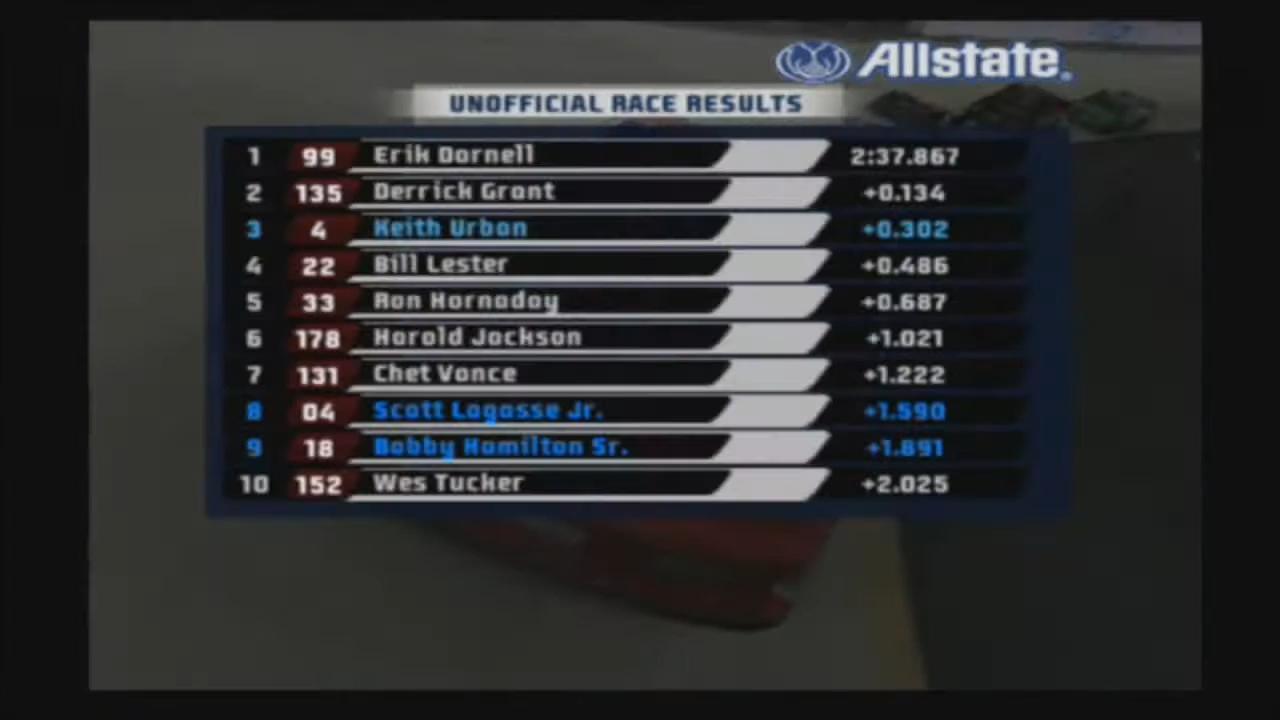 Allstate.
UNOFFICIAL RACE RESULTS
1 99 Erik Darnell 2:37.867
2 135 Derrick Grant +0.134
3 4 Keith Urban +0.302
4 22 Bill Lester +0.486
5 33 Ron Hornaday +0.687
6 178 Harold Jackson +1.021
7 131 Chet Vance +1.222
8 04 Scott Lagasse Jr. +1.590
9 18 Bobby Hamilton Sr. +1.891
10 152 Wes Tucker +2.025